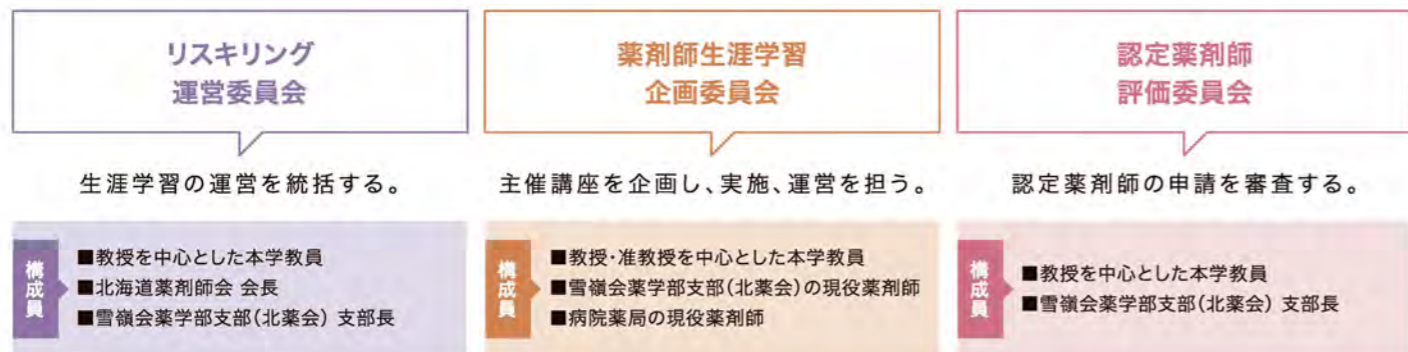 リスキリング
運営委員会
生涯学習の運営を統括する。
構成員
■教授を中心とした本学教員
■北海道薬剤師会 会長
■雪嶺会薬学部支部(北薬会) 支部長
薬剤師生涯学習
企画委員会
主催講座を企画し、実施、運営を担う。
構成員
■教授・准教授を中心とした本学教員
■雪嶺会薬学部支部(北薬会)の現役薬剤師
■病院薬局の現役薬剤師
認定薬剤師
評価委員会
認定薬剤師の申請を審査する。
構成員
■教授を中心とした本学教員
■雪嶺会薬学部支部(北薬会) 支部長